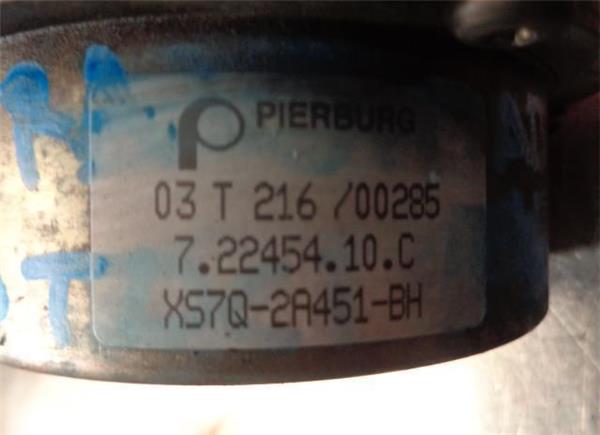 PIERBURG
03 T 216 /00285
7.22454.10.C
XS7Q-2A451-BH